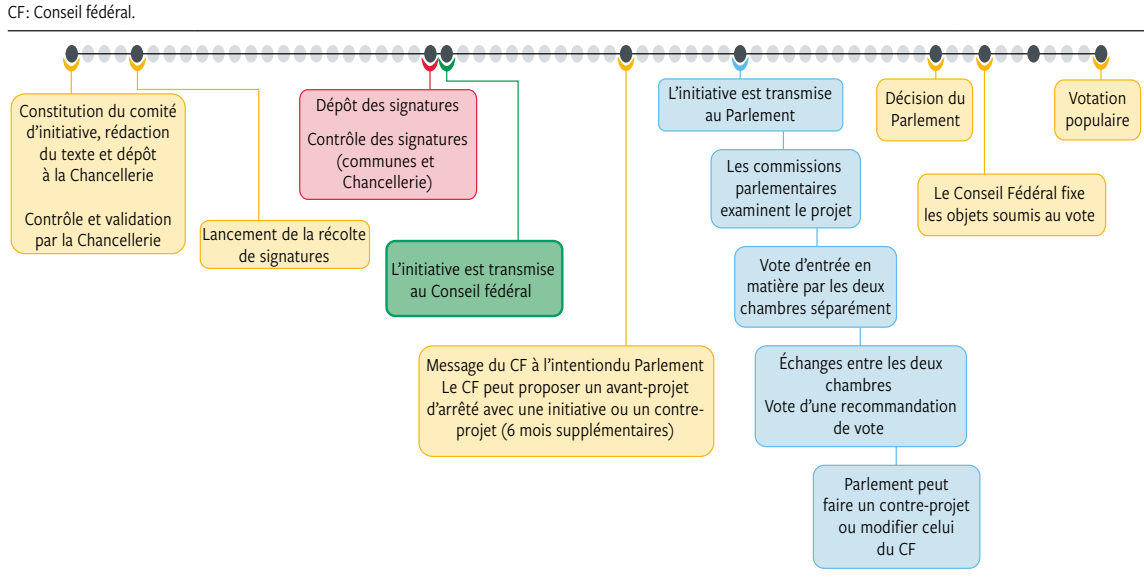 CF: Conseil fédéral.
Constitution du comité
d'initiative, rédaction
du texte et dépôt
à la Chancellerie
Contrôle et validation
par la Chancellerie
Lancement de la récolte
de signatures
Dépôt des signatures
Contrôle des signatures
(communes et
Chancellerie)
L'initiative est transmise
au Conseil fédéral
Message du CF à l'intentiondu Parlement
Le CF peut proposer un avant-projet
d'arrêté avec une initiative ou un contre-
projet (6 mois supplémentaires)
L'initiative est transmise
au Parlement
Les commissions
parlementaires
examinent le projet
Vote d'entrée en
matière par les deux
chambres séparément
Échanges entre les deux
chambres
Vote d'une recommandation
de vote
Parlement peut
faire un contre-projet
ou modifier celui
du CF
Décision du
Parlement
Le Conseil Fédéral fixe
les objets soumis au vote
Votation
populaire